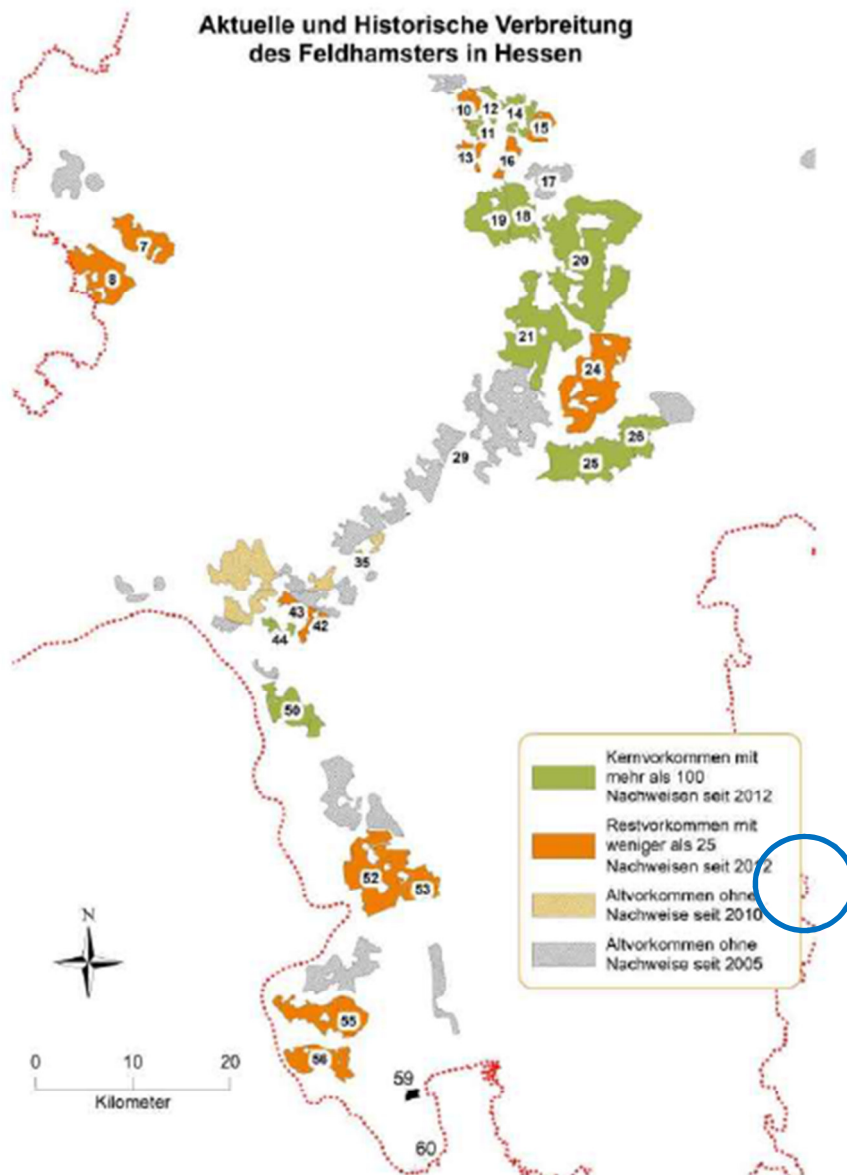 Aktuelle und Historische Verbreitung
des Feldhamsters in Hessen
10
12
14
11
15
13
16
17
19
18
7
20
8
21
24
26
29
25
35
43
42
44
50
Kernvorkommen mit
mehr als 100
Nachweisen seit 2012
Restvorkommen mit
weniger als 25
Nachweisen seit 2012
52
53
Altvorkommen ohne
Nachweise seit 2010
N
Altvorkommen ohne
Nachweise seit 2005
55
56
0
10
20
Kilometer
59
60